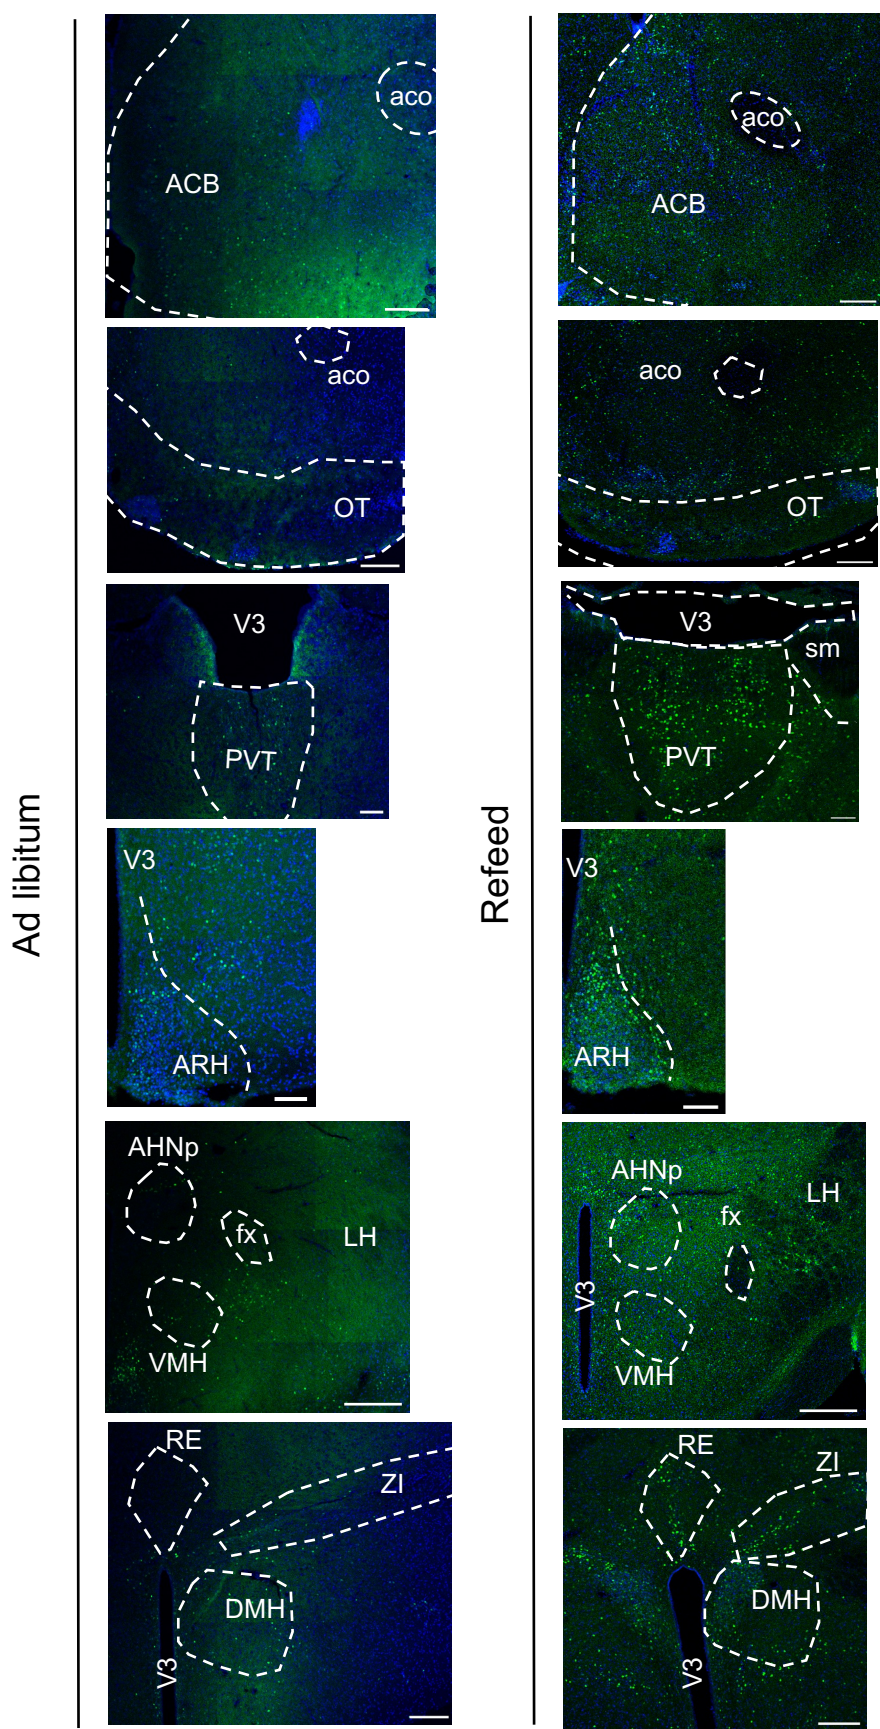 Ad libitum
aco
ACB
aco
OT
V3
PVT
V3
ARH
AHNp
fx
LH
VMH
RE
ZI
DMH
V3
Refeed
aco
ACB
aco
OT
V3
sm
PVT
V3
ARH
AHNp
LH
fx
V3
VMH
RE
ZI
DMH
V3